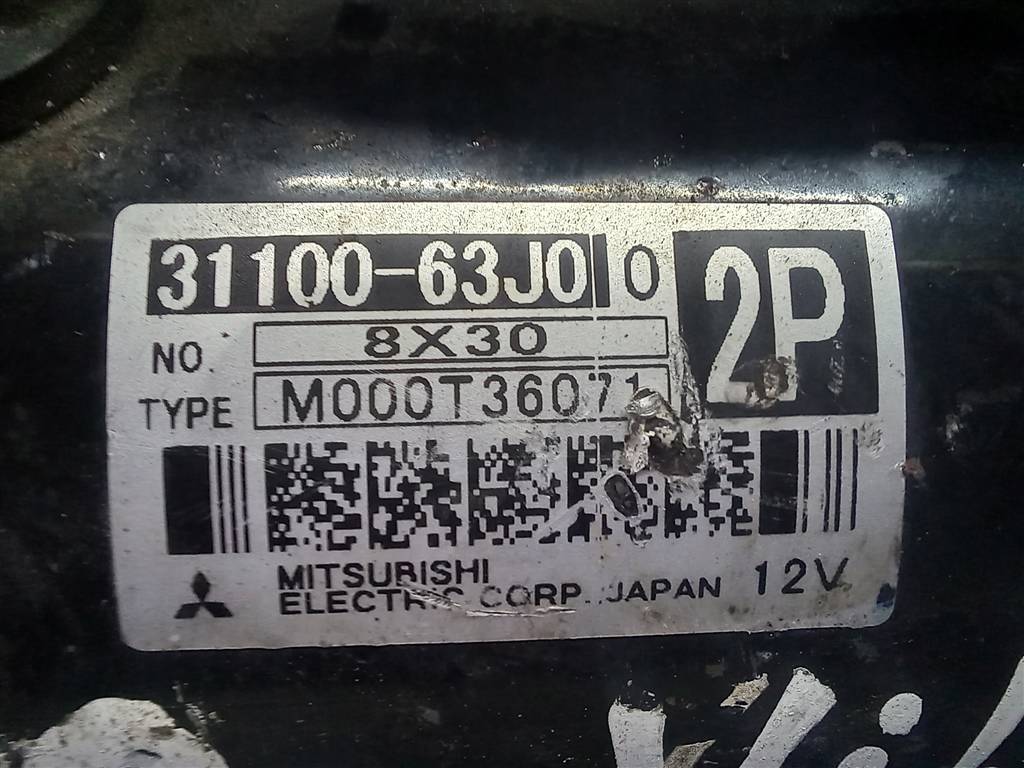 31100-63J0 0 2P
NO. 8X30
TYPE M000T36071
MITSUBISHI
ELECTRIC CORP. JAPAN 12V